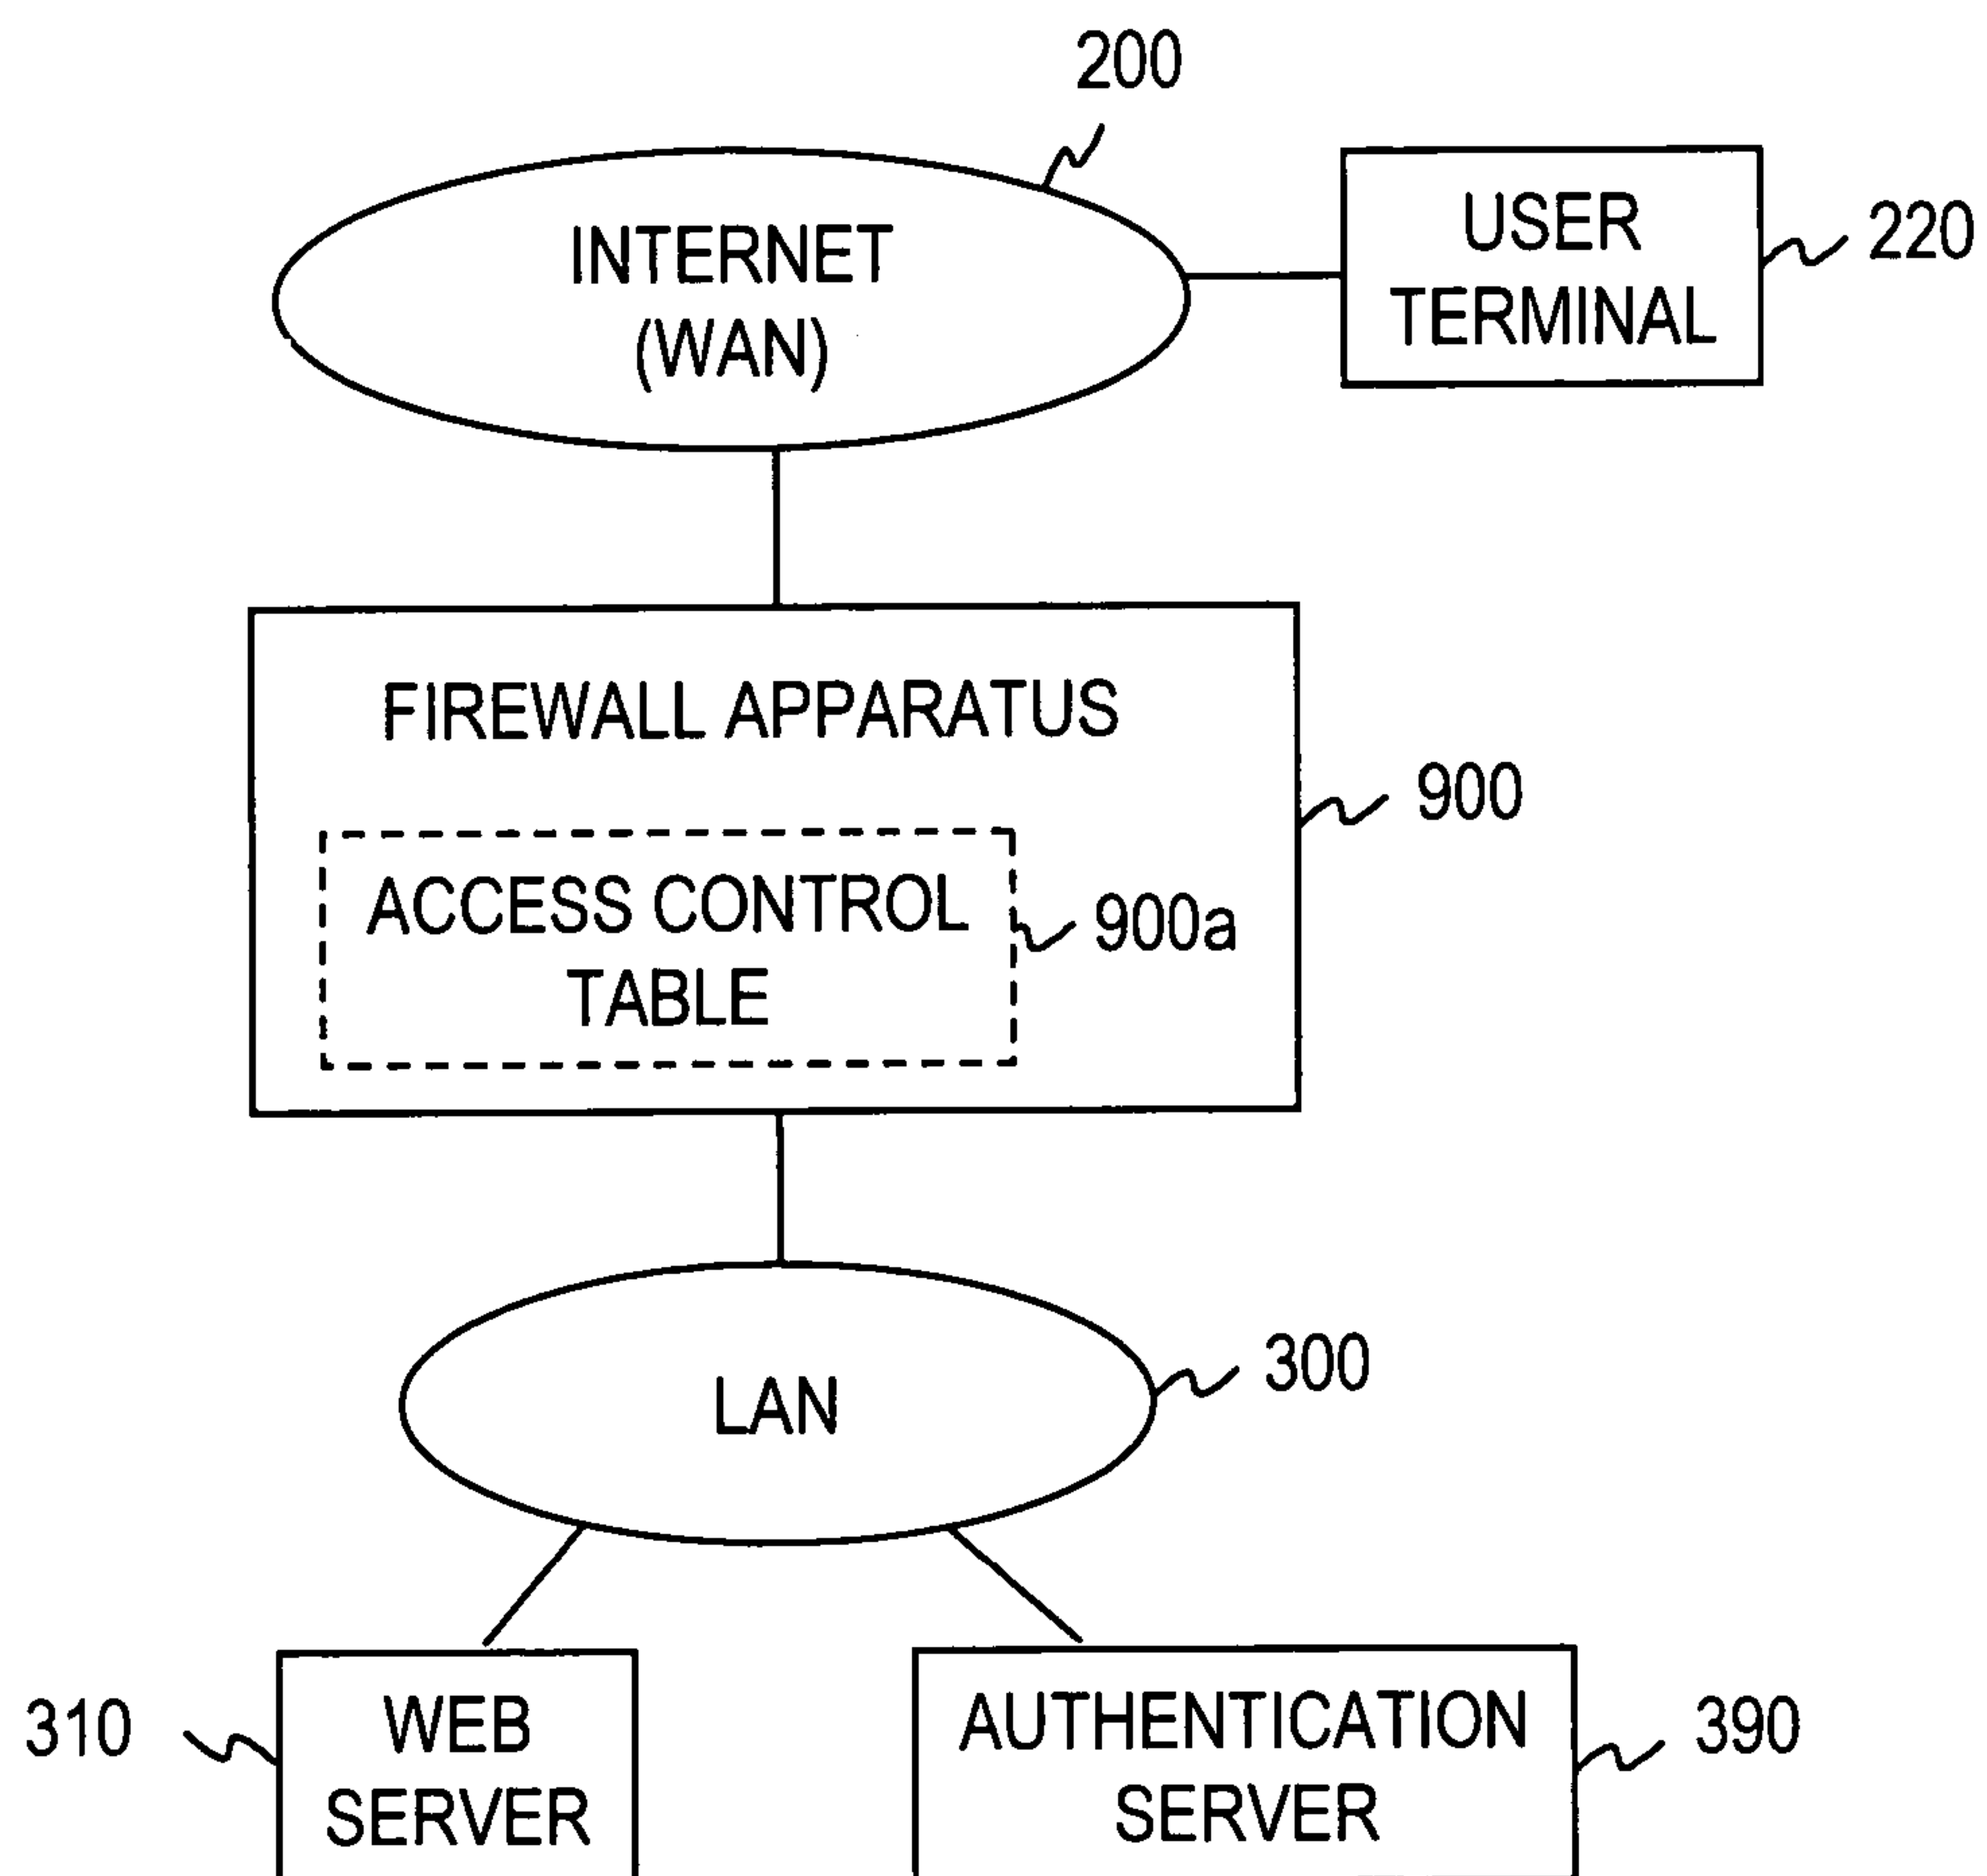 200
INTERNET
(WAN)
USER
TERMINAL
220
FIREWALL APPARATUS
900
ACCESS CONTROL
TABLE
900a
LAN
300
310
WEB
SERVER
AUTHENTICATION
SERVER
390